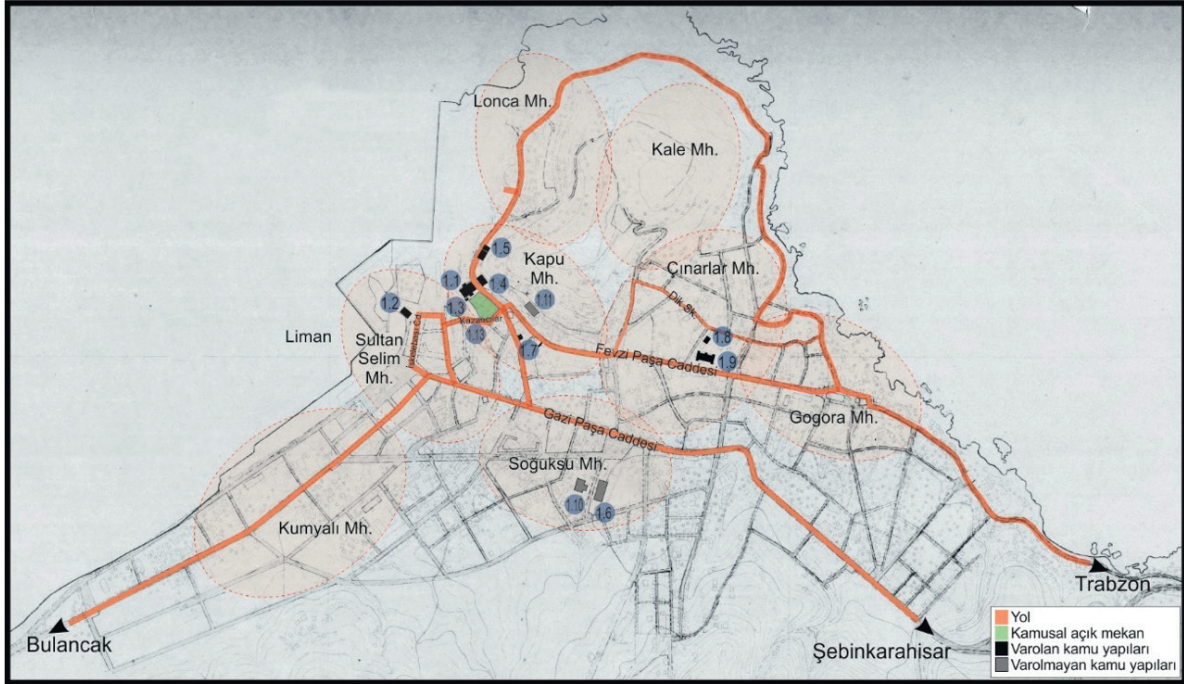 Lonca Mh.
Kale Mh.
1.5
Kapu
Mh.
Çınarlar Mh.
1.1
1.4
1.2
1.3
1.11
Dik Sk.
Liman
Sultan
Selim
Mh.
1.13
1.7
1.8
1.9
Fevzi Paşa Caddesi
Gazi Paşa Caddesi
Gogora Mh.
Soğuksu Mh.
1.10
1.6
Kumyalı Mh.
Bulancak
Trabzon
Şebinkarahisar
Yol
Kamusal açık mekan
Varolan kamu yapıları
Varolmayan kamu yapıları